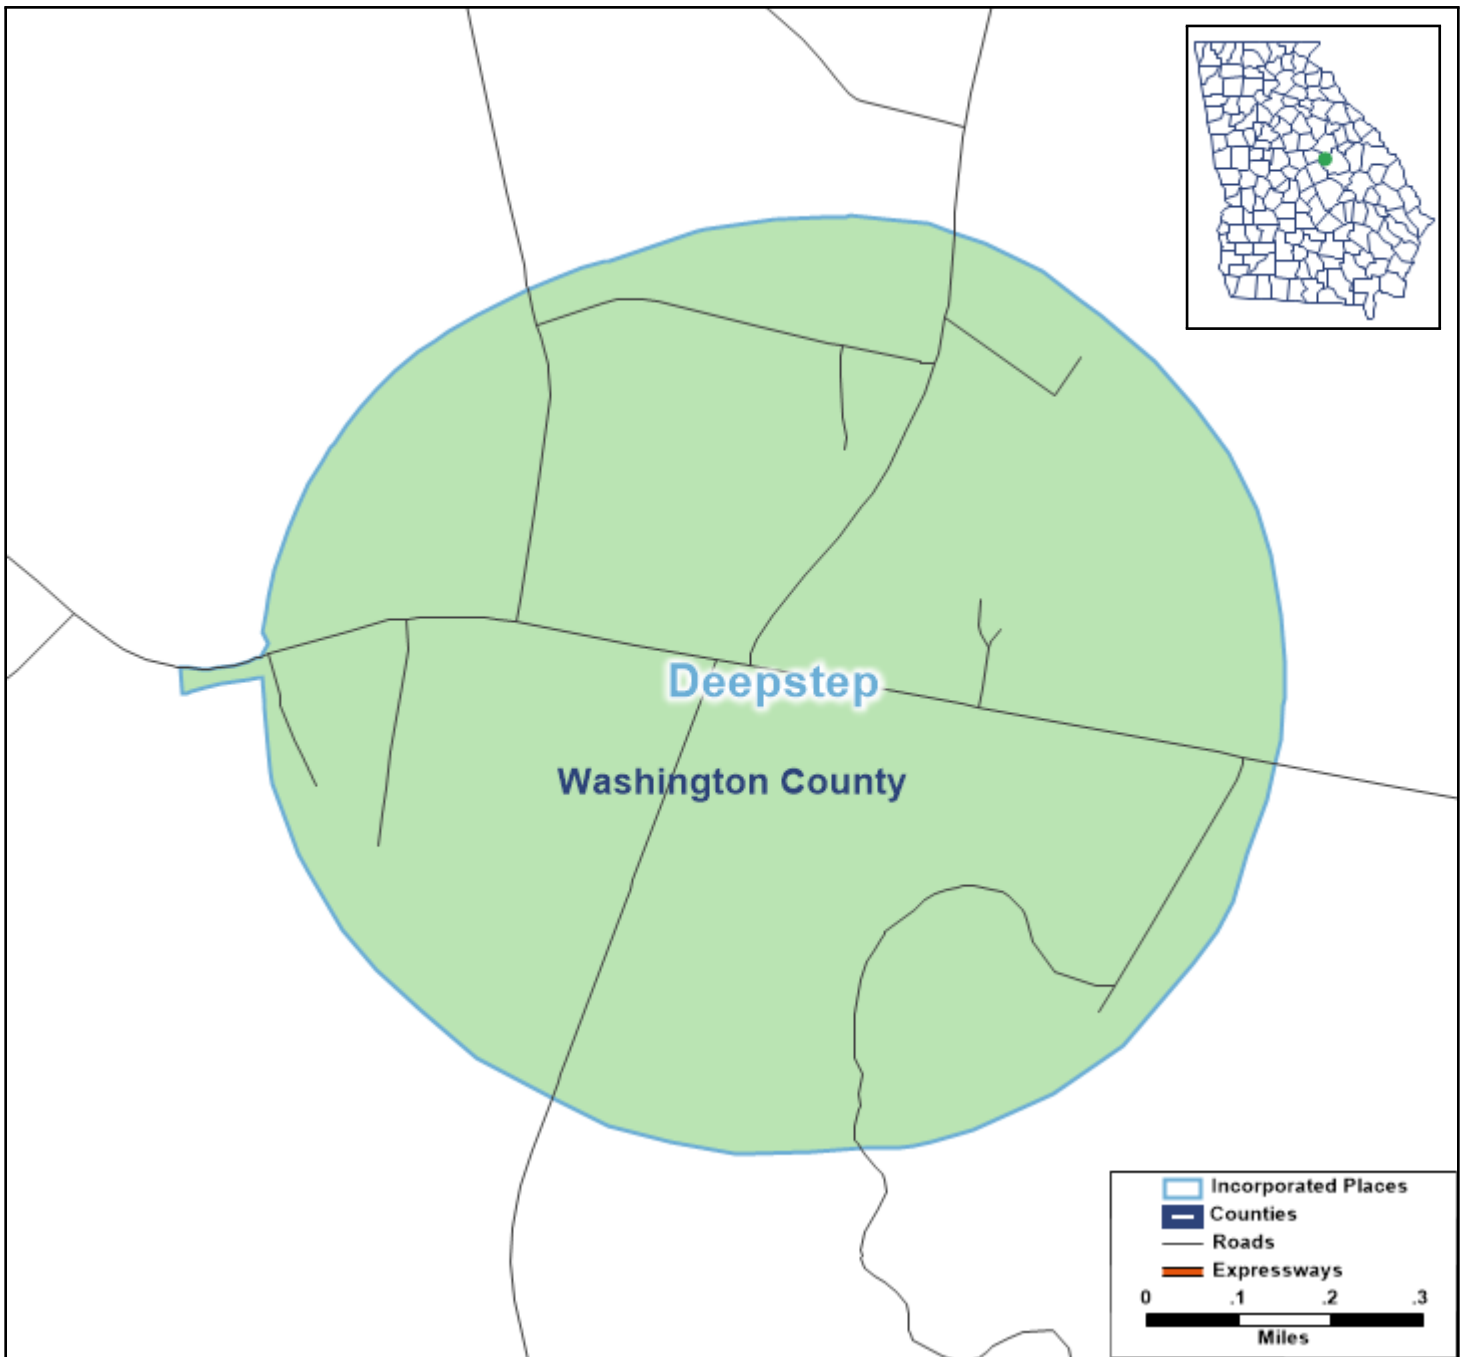 Deepstep
Washington County
Incorporated Places
Counties
Roads
Expressways
0 .1 .2 .3
Miles